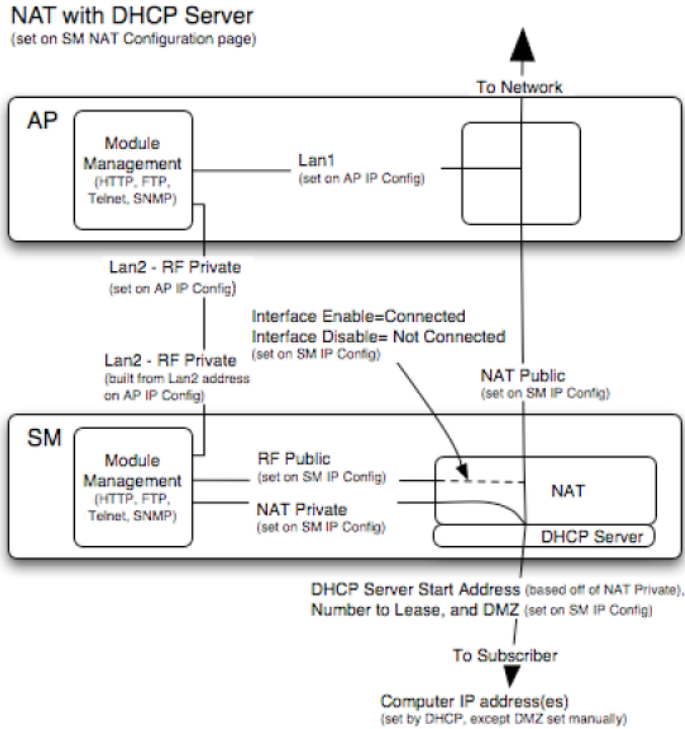 NAT with DHCP Server
(set on SM NAT Configuration page)
To Network
AP
Module
Management
(HTTP, FTP,
Telnet, SNMP)
Lan1
(set on AP IP Config)
Lan2 - RF Private
(set on AP IP Config)
Interface Enable=Connected
Interface Disable= Not Connected
(set on SM IP Config)
Lan2 - RF Private
(built from Lan2 address
on AP IP Config)
NAT Public
(set on SM IP Config)
SM
Module
Management
(HTTP, FTP,
Telnet, SNMP)
RF Public
(set on SM IP Config)
NAT Private
(set on SM IP Config)
NAT
DHCP Server
DHCP Server Start Address (based off of NAT Private),
Number to Lease, and DMZ (set on SM IP Config)
To Subscriber
Computer IP address(es)
(set by DHCP, except DMZ set manually)